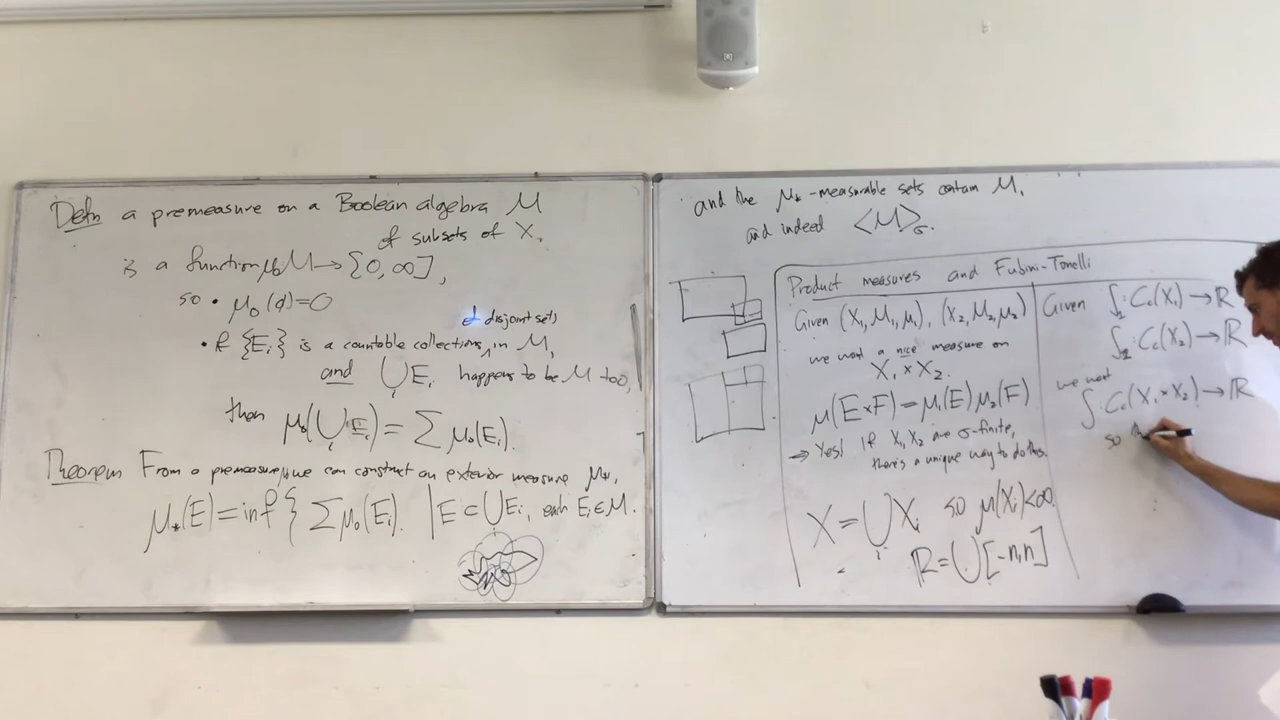 Defn a premeasure on a Boolean algebra M
of subsets of X,
is a function μ₀: M → [0,∞],
so • μ₀(∅)=0
of disjoint sets
• if {Eᵢ} is a countable collection in M,
and ⋃Eᵢ happens to be M too,
i
then μ₀(⋃Eᵢ) = ∑ μ₀(Eᵢ).
i
Theorem From a premeasure μ₀ we can construct an exterior measure μ*,
μ*(E) = inf { ∑ μ₀(Eᵢ). | E ⊂ ⋃Eᵢ, each Eᵢ ∈ M.
and the μ*-measurable sets contain M,
and indeed <M>σ.
Product measures and Fubini-Tonelli
Given (X₁, M₁, μ₁), (X₂, M₂, μ₂)
we want a nice measure on
X₁ × X₂.
μ(E×F) = μ₁(E) μ₂(F)
→ Yes! If X₁, X₂ are σ-finite,
there's a unique way to do this.
X = ⋃Xᵢ so μ(Xᵢ)<∞.
i
ℝ = ⋃[-n,n]
Given ∫₁: Cc(X₁) → ℝ
∫₂: Cc(X₂) → ℝ
we want
∫: Cc(X₁ × X₂) → ℝ
so